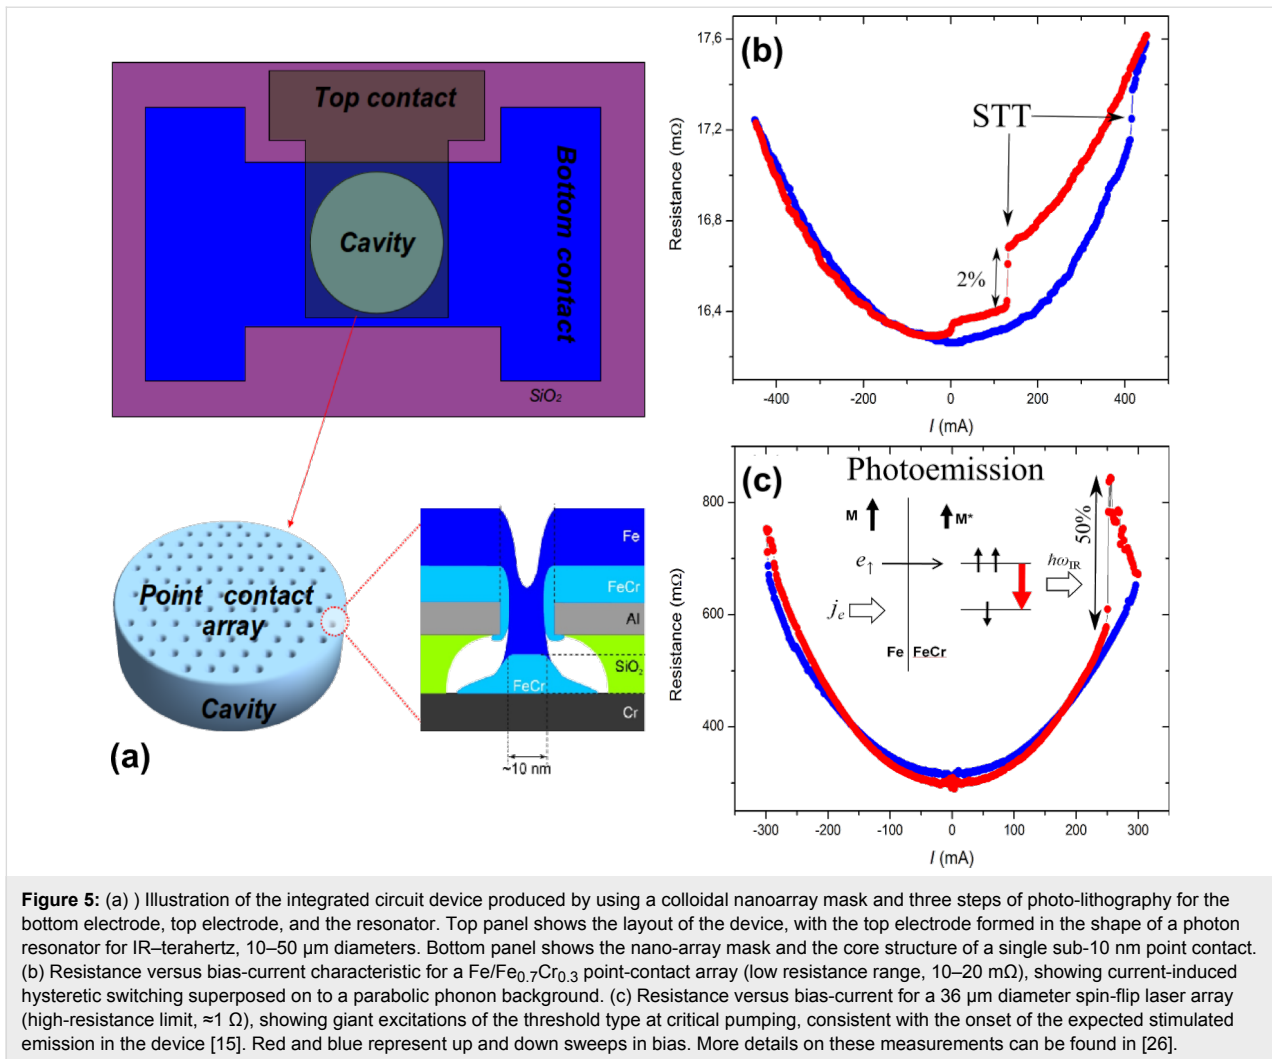 Top contact
Bottom contact
Cavity
SiO2
Point contact
array
Cavity
(a)
Fe
FeCr
Al
SiO2
FeCr
Cr
~10 nm
(b)
17,6
17,2
16,8
16,4
Resistance (mΩ)
STT
2%
-400 -200 0 200 400
I (mA)
(c)
Photoemission
800
600
400
Resistance (mΩ)
M
M*
e↑
ħωIR
je
Fe FeCr
50%
-300 -200 -100 0 100 200 300
I (mA)
Figure 5: (a) ) Illustration of the integrated circuit device produced by using a colloidal nanoarray mask and three steps of photo-lithography for the
bottom electrode, top electrode, and the resonator. Top panel shows the layout of the device, with the top electrode formed in the shape of a photon
resonator for IR–terahertz, 10–50 μm diameters. Bottom panel shows the nano-array mask and the core structure of a single sub-10 nm point contact.
(b) Resistance versus bias-current characteristic for a Fe/Fe0.7Cr0.3 point-contact array (low resistance range, 10–20 mΩ), showing current-induced
hysteretic switching superposed on to a parabolic phonon background. (c) Resistance versus bias-current for a 36 μm diameter spin-flip laser array
(high-resistance limit, ≈1 Ω), showing giant excitations of the threshold type at critical pumping, consistent with the onset of the expected stimulated
emission in the device [15]. Red and blue represent up and down sweeps in bias. More details on these measurements can be found in [26].